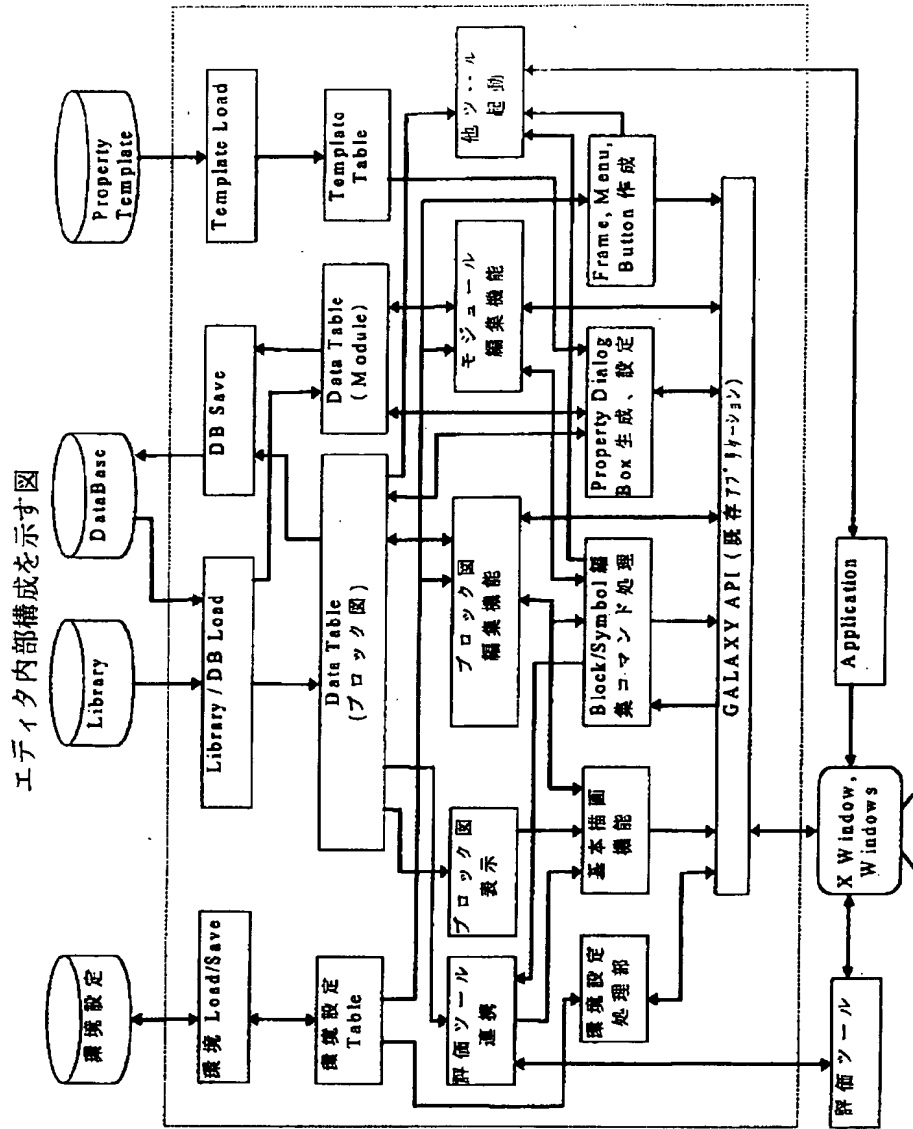 エディタ内部構成を示す図
環境設定
Library
DataBase
Property
Template
環境 Load/Save
Library / DB Load
DB Save
Template Load
環境設定
Table
Data Table
(ブロック図)
Data Table
(Module)
Templato
Table
評価ツール
連携
ブロック図
表示
ブロック図
編集機能
モジュール
編集機能
他ツール
起動
環境設定
処理部
基本描画
機能
Block/Symbol 編
集コマンド処理
Property Dialog
Box 生成、設定
Frame, Menu,
Button 作成
GALAXY API (既存アプリケーション)
評価ツール
X Window,
Windows
Application